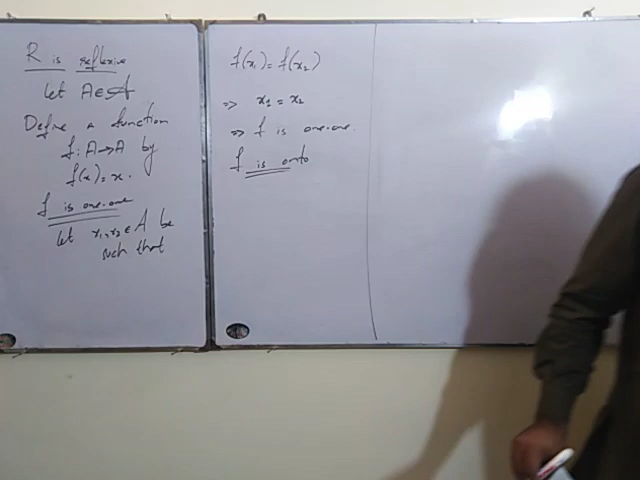 R is reflexive
let A∈𝒜
Define a function
f: A→A by
f(x) = x.
f is one-one
let x₁, x₂ ∈ A be
such that
f(x₁) = f(x₂)
⇒ x₁ = x₂
⇒ f is one-one.
f is onto